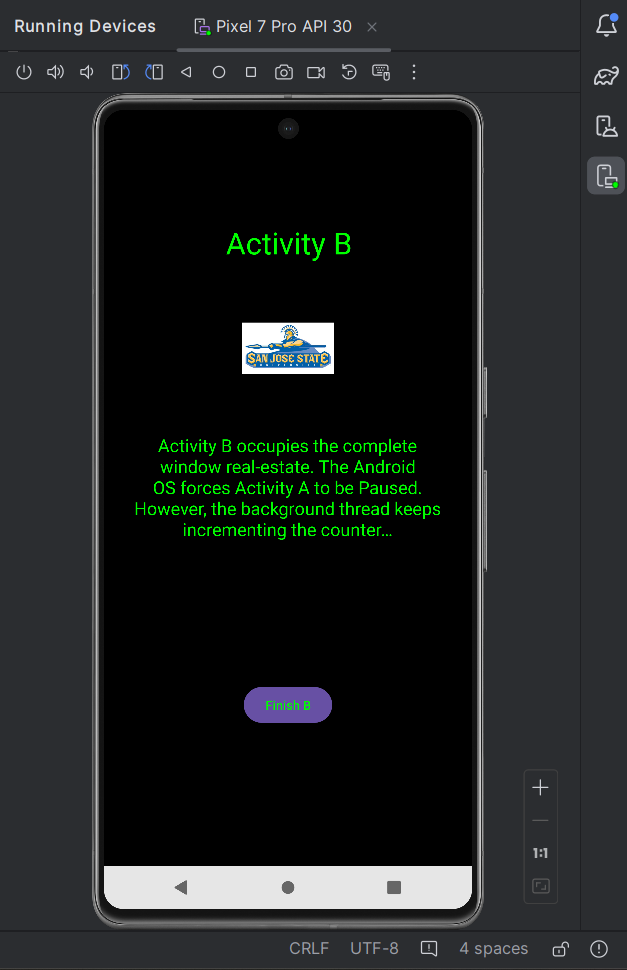 Running Devices
Pixel 7 Pro API 30
Activity B
SAN JOSE STATE
Activity B occupies the complete
window real-estate. The Android
OS forces Activity A to be Paused.
However, the background thread keeps
incrementing the counter...
Finish B
1:1
CRLF UTF-8 4 spaces